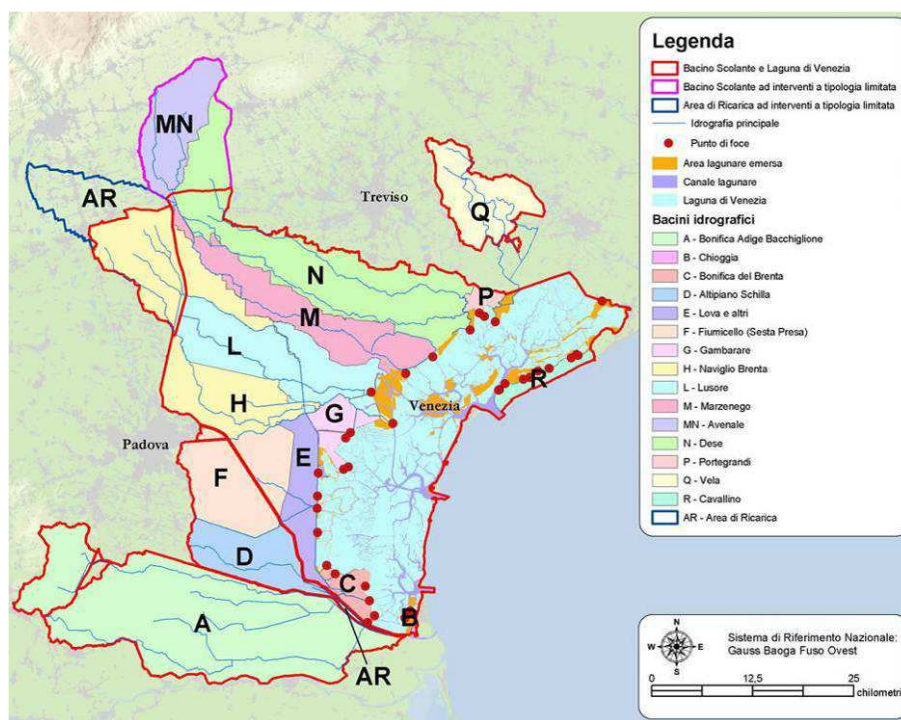 Legenda
Bacino Scolante e Laguna di Venezia
Bacino Scolante ad interventi a tipologia limitata
Area di Ricarica ad interventi a tipologia limitata
Idrografia principale
Punto di foce
Area lagunare emersa
Canale lagunare
Laguna di Venezia
Bacini idrografici
A - Bonifica Adige Bacchiglione
B - Chioggia
C - Bonifica del Brenta
D - Altipiano Schilla
E - Lova e altri
F - Fiumicello (Sesta Presa)
G - Gambarare
H - Naviglio Brenta
L - Lusore
M - Marzenego
MN - Avenale
N - Dese
P - Portegrandi
Q - Vela
R - Cavallino
AR - Area di Ricarica
MN
AR
Treviso
Q
N
P
M
L
R
H
G
Venezia
Padova
E
F
D
C
B
A
AR
N
W E
S
Sistema di Riferimento Nazionale:
Gauss Baoga Fuso Ovest
0 12,5 25
chilometri